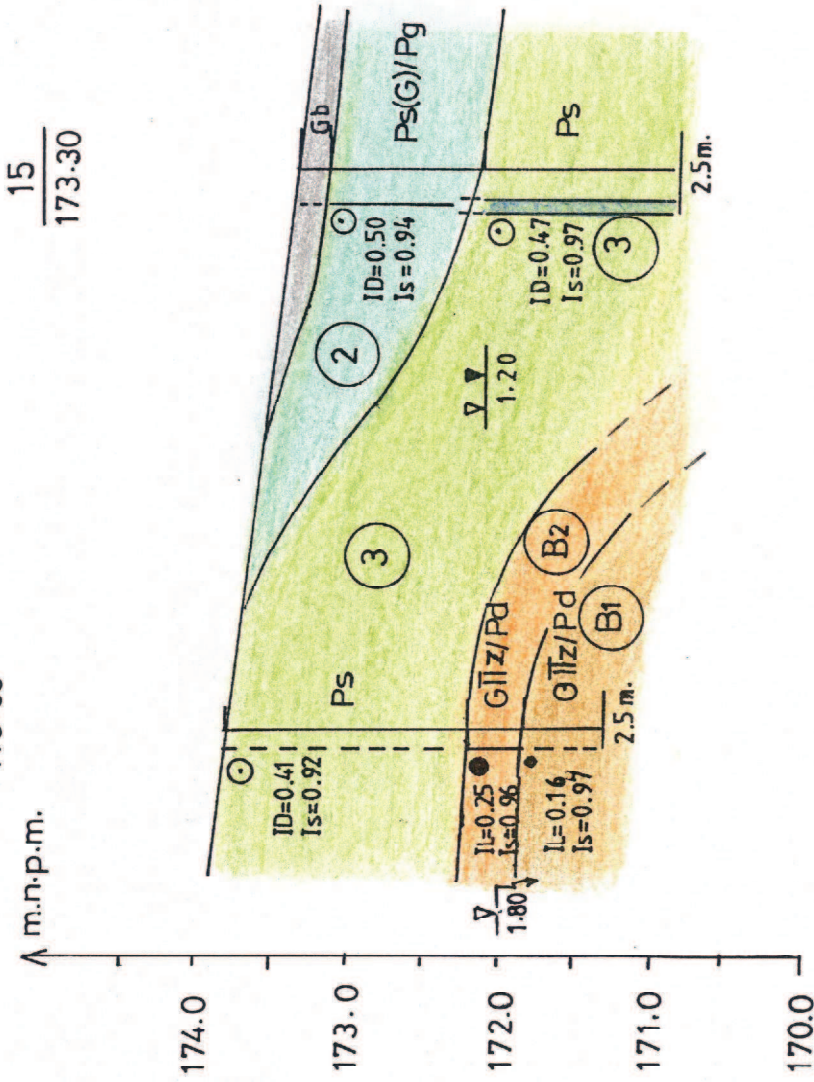 15
173.30
m.n.p.m.
174.0
173.0
172.0
171.0
170.0
Gb
Ps(G)/Pg
Ps
2
ID=0.50
Is=0.94
3
ID=0.47
Is=0.97
2.5m.
1.20
3
Ps
ID=0.41
Is=0.92
GΠz/Pd
B2
GΠz/Pd
B1
IL=0.25
Is=0.96
IL=0.16
Is=0.97
1.80
2.5m.